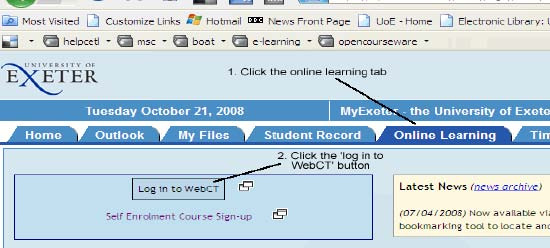 Most Visited Customize Links Hotmail BBC News Front Page UoE - Home Electronic Library:
helpcetl msc boat e-learning opencourseware
UNIVERSITY OF
EXETER
1. Click the online learning tab
Tuesday October 21, 2008 MyExeter - the University of Exete
Home Outlook My Files Student Record Online Learning Tim
2. Click the 'log in to
WebCT' button
Log in to WebCT
Self Enrolment Course Sign-up
Latest News (news archive)
(07/04/2008) Now available via
bookmarking tool to locate and